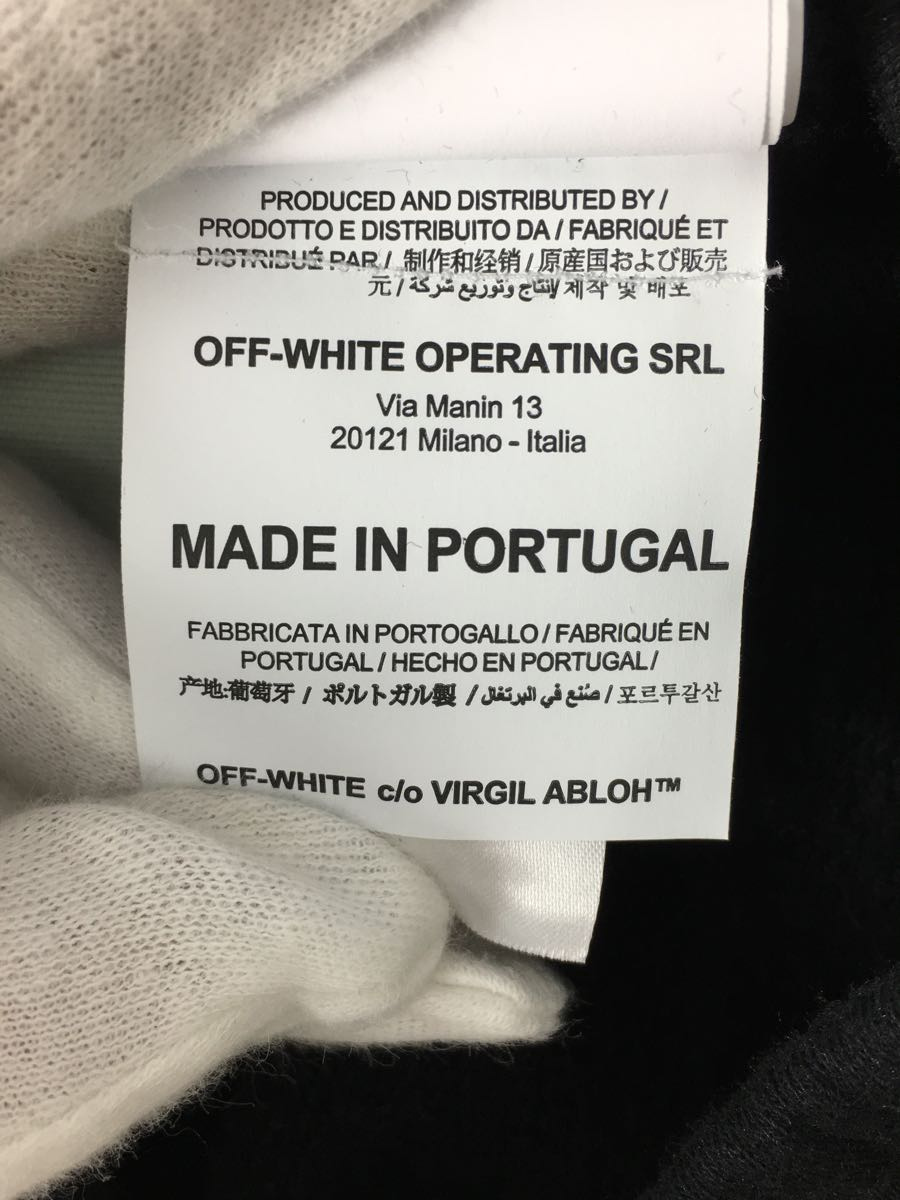 PRODUCED AND DISTRIBUTED BY /
PRODOTTO E DISTRIBUITO DA / FABRIQUÉ ET
DISTRIBUÉ PAR / 制作和经销 / 原産国および販売
元 / إنتاج وتوزيع شركة / 제작 및 배포
OFF-WHITE OPERATING SRL
Via Manin 13
20121 Milano - Italia
MADE IN PORTUGAL
FABBRICATA IN PORTOGALLO / FABRIQUÉ EN
PORTUGAL / HECHO EN PORTUGAL /
产地:葡萄牙 / ポルトガル製 / صُنع في البرتغال / 포르투갈산
OFF-WHITE c/o VIRGIL ABLOH™